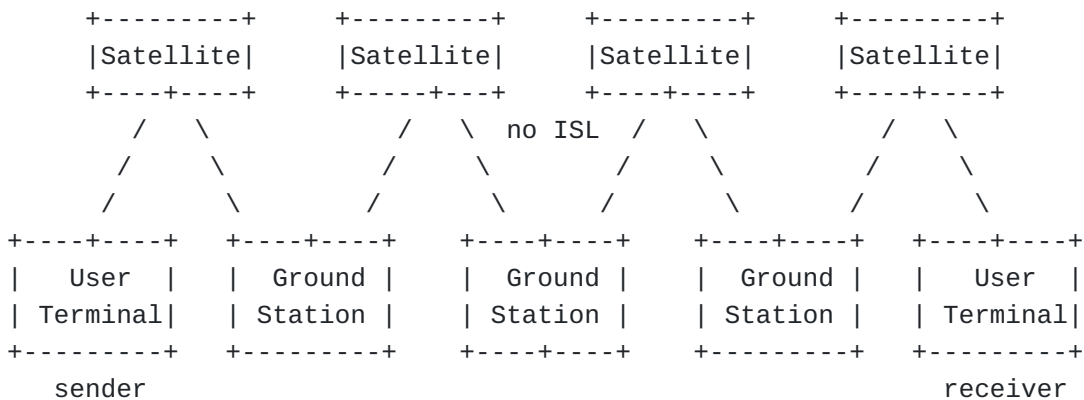 Satellite Satellite Satellite Satellite
no ISL
User Ground Ground Ground User
Terminal Station Station Station Terminal
sender receiver